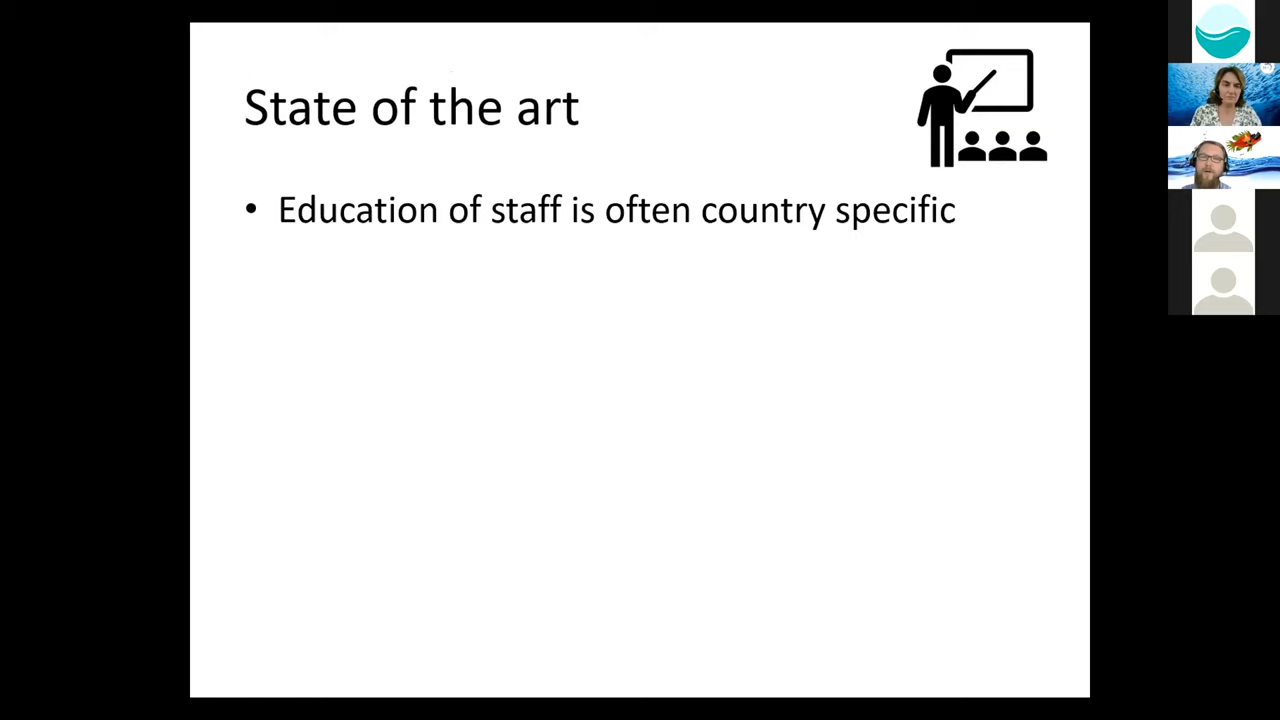 State of the art
• Education of staff is often country specific